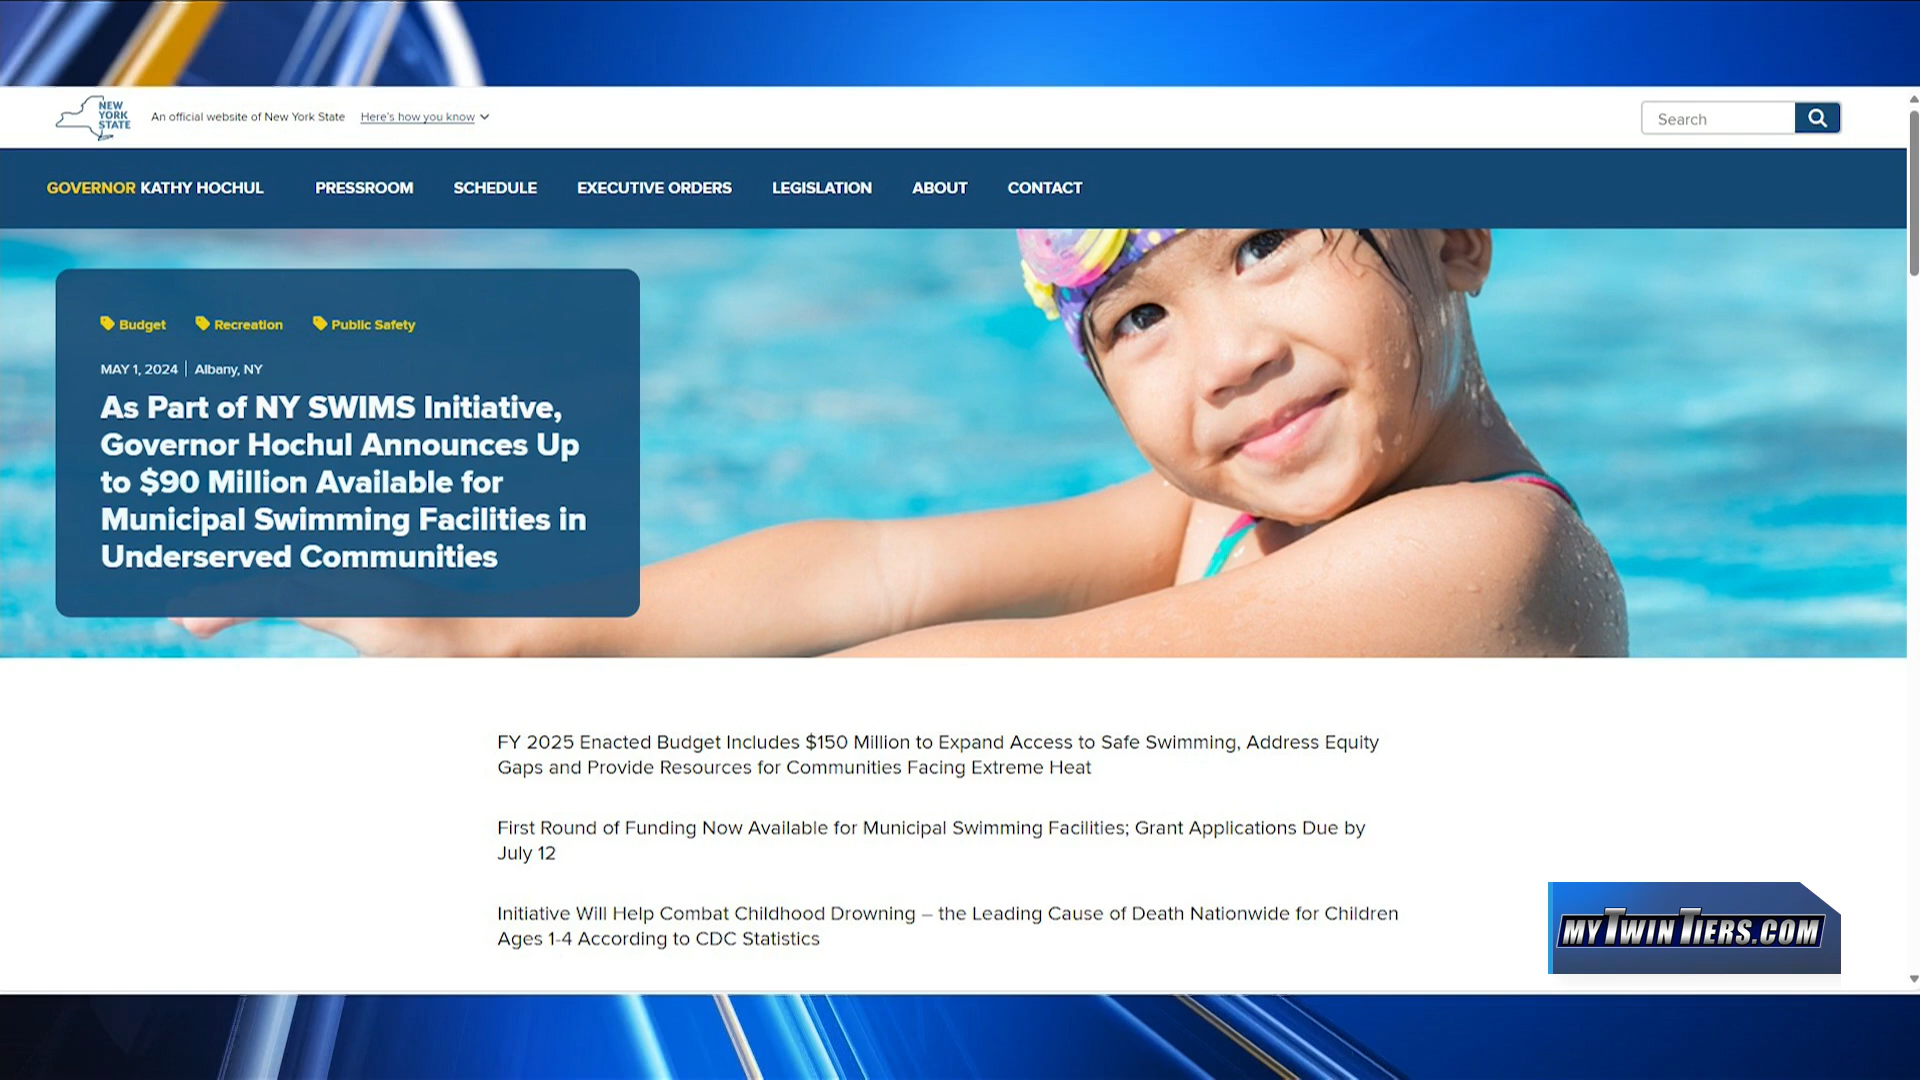 NEW
YORK
STATE
An official website of New York State Here's how you know
Search
GOVERNOR KATHY HOCHUL PRESSROOM SCHEDULE EXECUTIVE ORDERS LEGISLATION ABOUT CONTACT
Budget Recreation Public Safety
MAY 1, 2024 | Albany, NY
As Part of NY SWIMS Initiative,
Governor Hochul Announces Up
to $90 Million Available for
Municipal Swimming Facilities in
Underserved Communities
FY 2025 Enacted Budget Includes $150 Million to Expand Access to Safe Swimming, Address Equity
Gaps and Provide Resources for Communities Facing Extreme Heat
First Round of Funding Now Available for Municipal Swimming Facilities; Grant Applications Due by
July 12
Initiative Will Help Combat Childhood Drowning – the Leading Cause of Death Nationwide for Children
Ages 1-4 According to CDC Statistics
MYTWINTIERS.COM